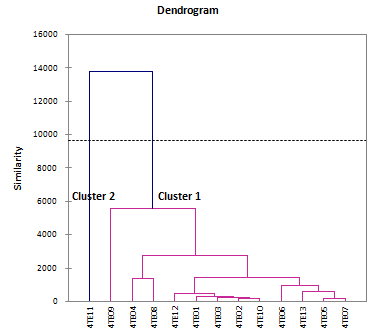 Dendrogram
16000
14000
12000
10000
8000
6000
4000
2000
0
Similarity
Cluster 2
Cluster 1
4TE11
4TE09
4TE04
4TE08
4TE12
4TE01
4TE03
4TE02
4TE10
4TE06
4TE13
4TE05
4TE07